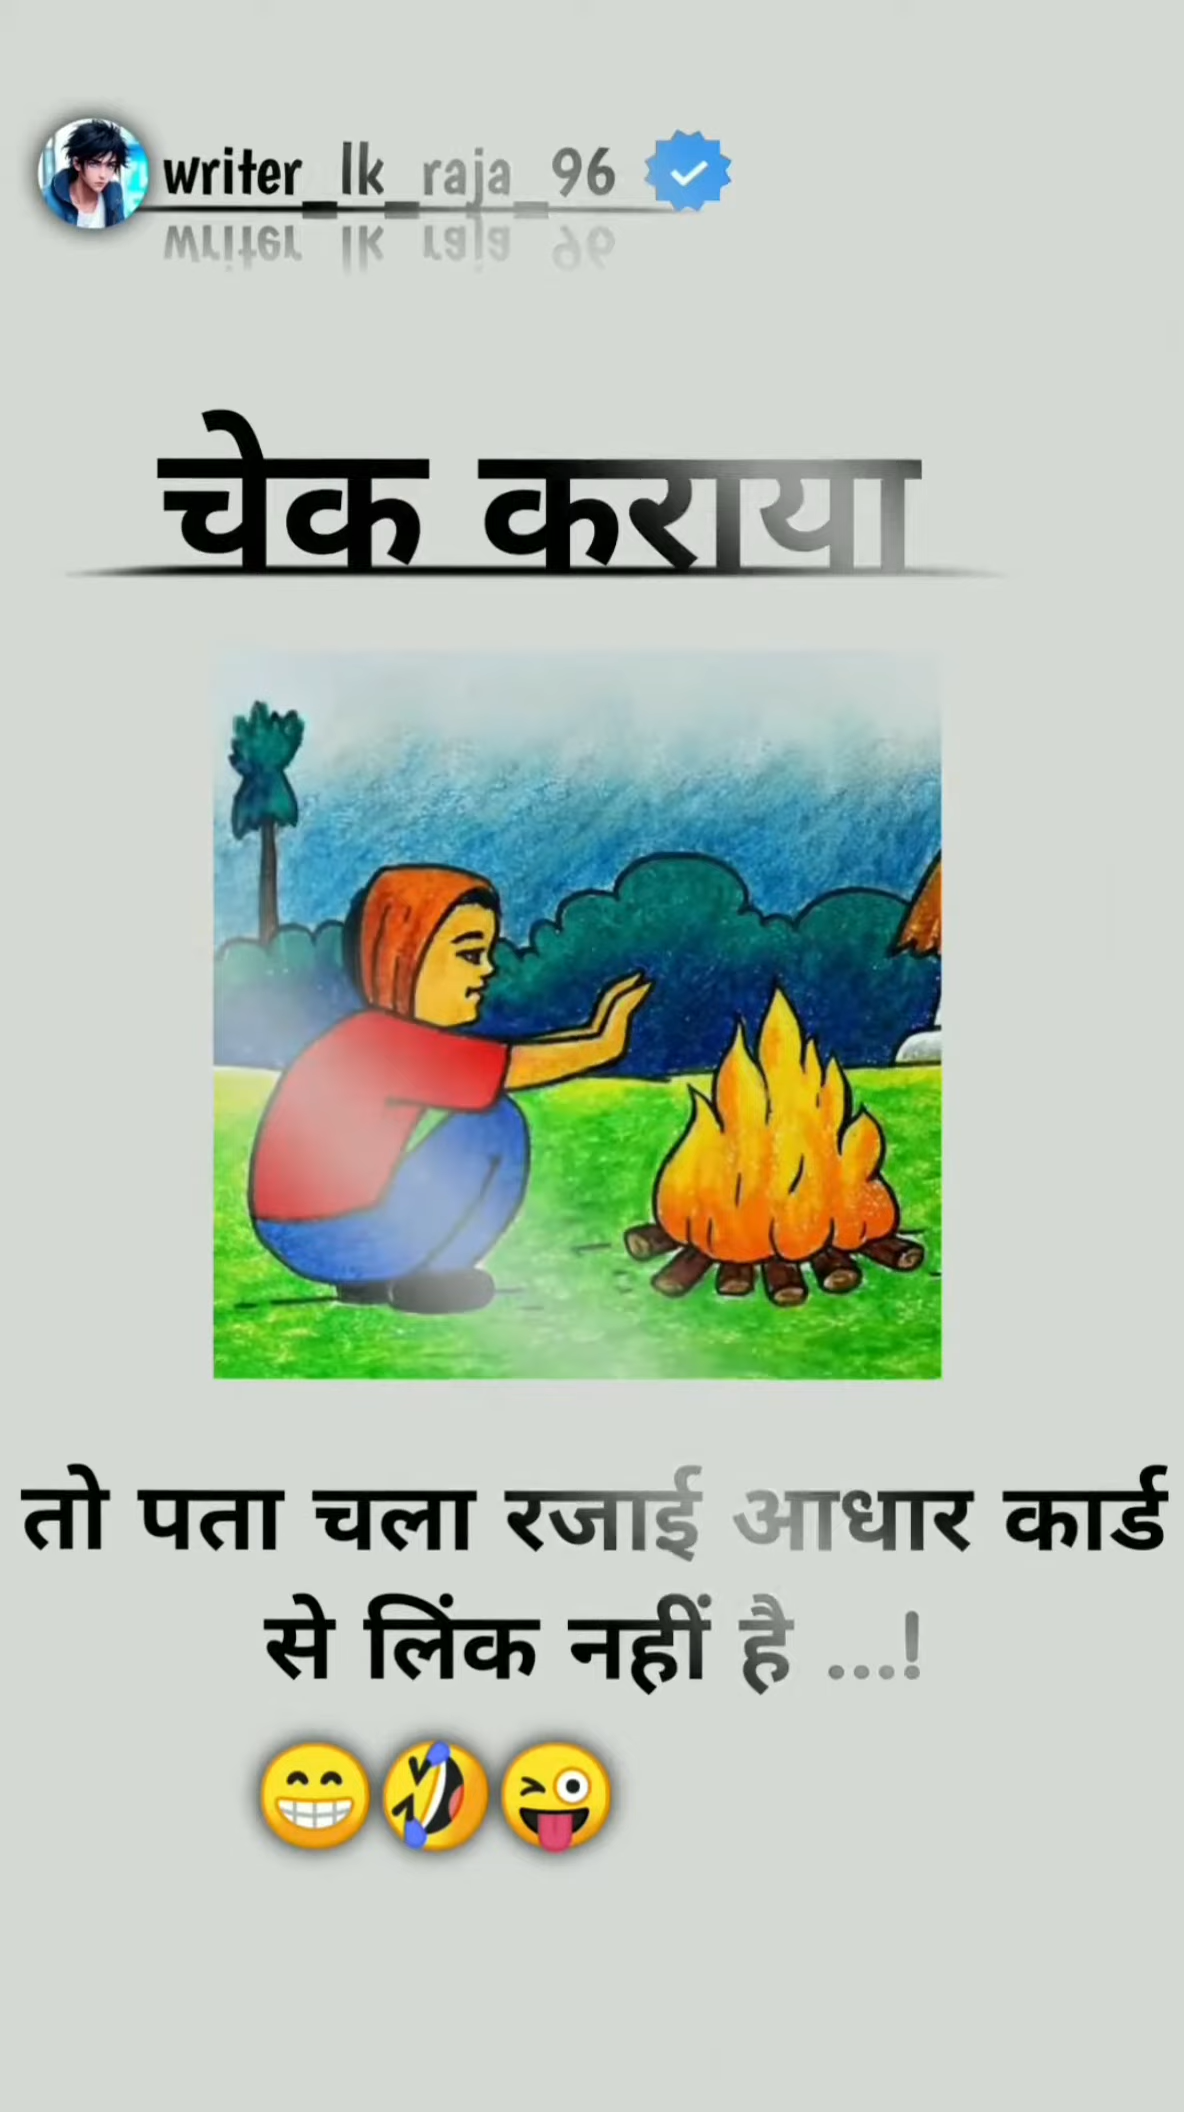 writer_lk_raja_96
चेक कराया
तो पता चला रजाई आधार कार्ड
से लिंक नहीं है ...!